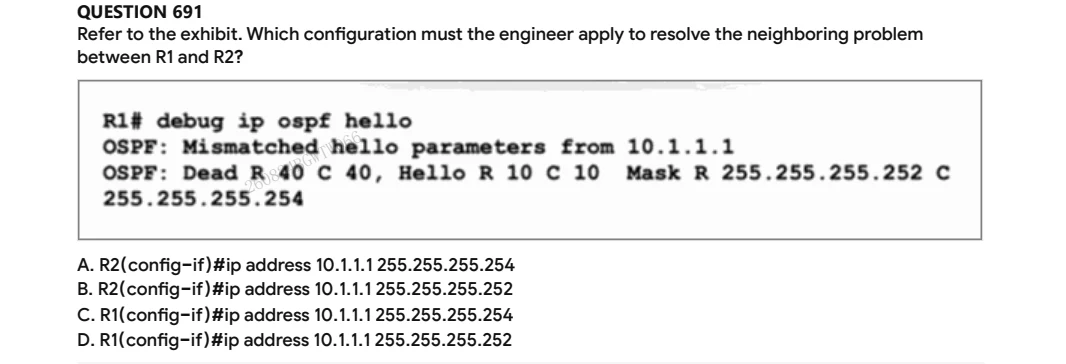 QUESTION 691
Refer to the exhibit. Which configuration must the engineer apply to resolve the neighboring problem
between R1 and R2?
R1# debug ip ospf hello
OSPF: Mismatched hello parameters from 10.1.1.1
OSPF: Dead R 40 C 40, Hello R 10 C 10 Mask R 255.255.255.252 C
255.255.255.254
A. R2(config-if)#ip address 10.1.1.1 255.255.255.254
B. R2(config-if)#ip address 10.1.1.1 255.255.255.252
C. R1(config-if)#ip address 10.1.1.1 255.255.255.254
D. R1(config-if)#ip address 10.1.1.1 255.255.255.252